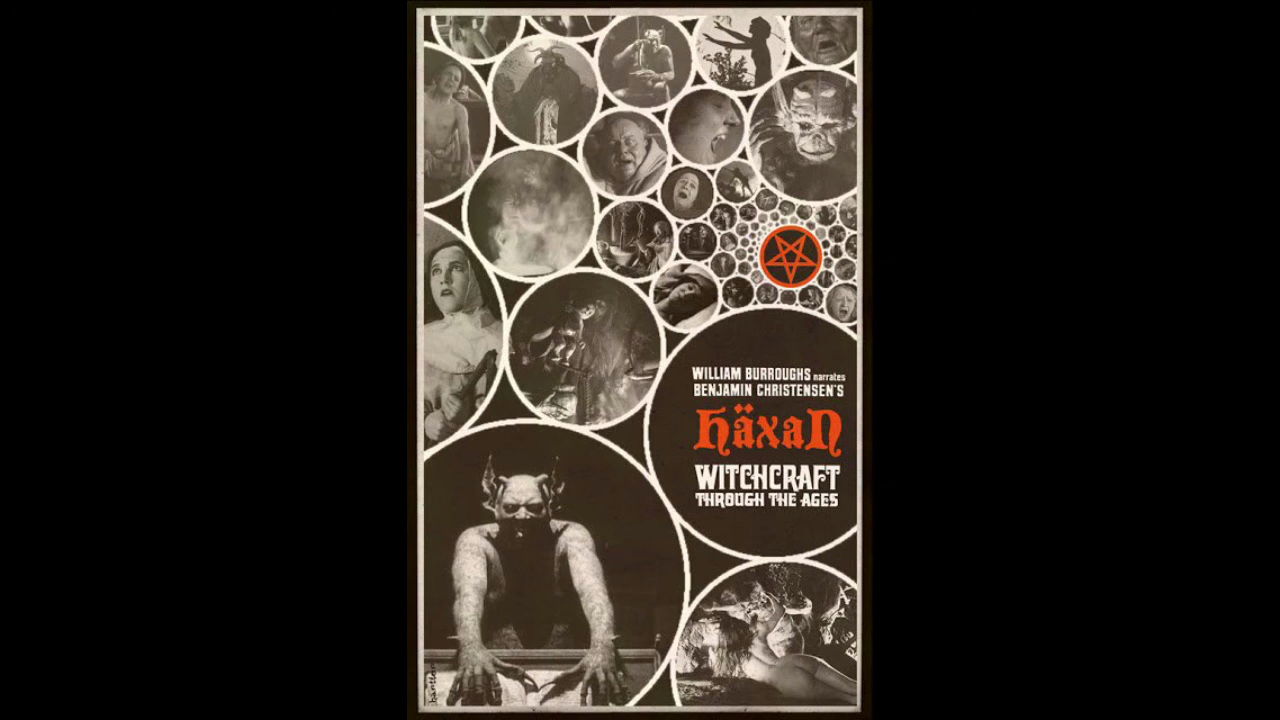 WILLIAM BURROUGHS narrates
BENJAMIN CHRISTENSEN'S
häxan
WITCHCRAFT
THROUGH THE AGES